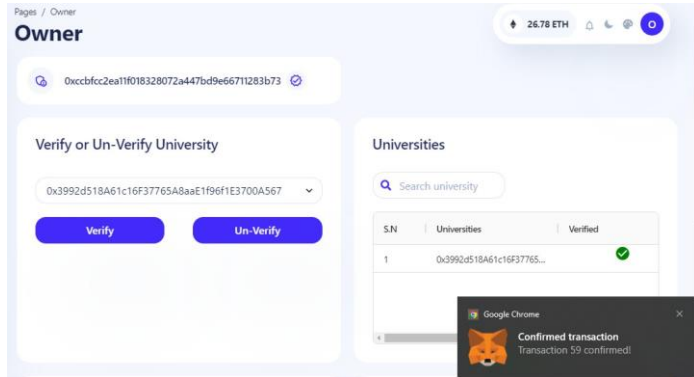 Pages / Owner
Owner
26.78 ETH
O
0xccbfcc2ea11f018328072a447bd9e66711283b73
Verify or Un-Verify University
0x3992d518A61c16F37765A8aaE1f96f1E3700A567
Verify Un-Verify
Universities
Search university
S.N Universities Verified
1 0x3992d518A61c16F37765...
Google Chrome
Confirmed transaction
Transaction 59 confirmed!